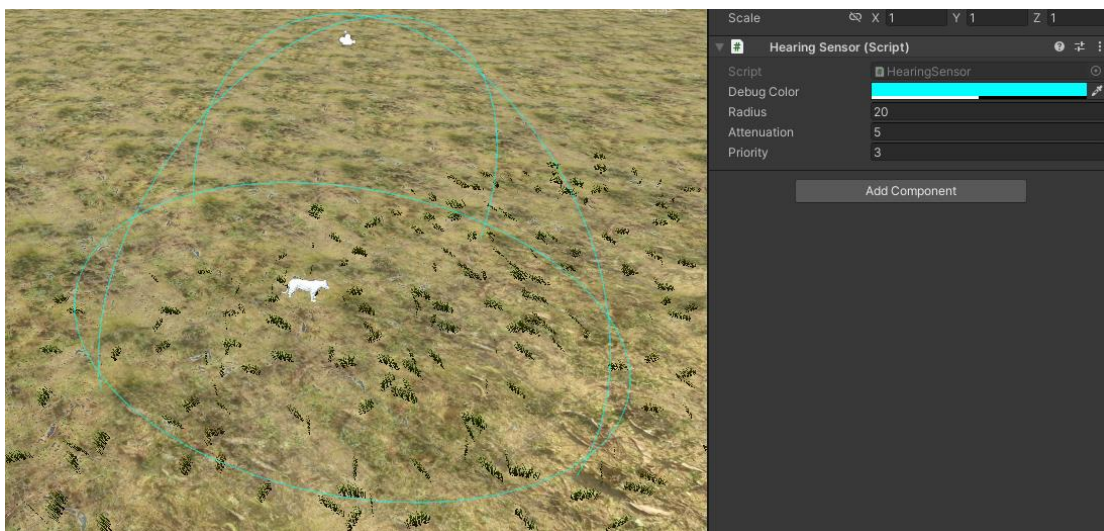 Scale X 1 Y 1 Z 1
# Hearing Sensor (Script)
Script # HearingSensor
Debug Color
Radius 20
Attenuation 5
Priority 3
Add Component